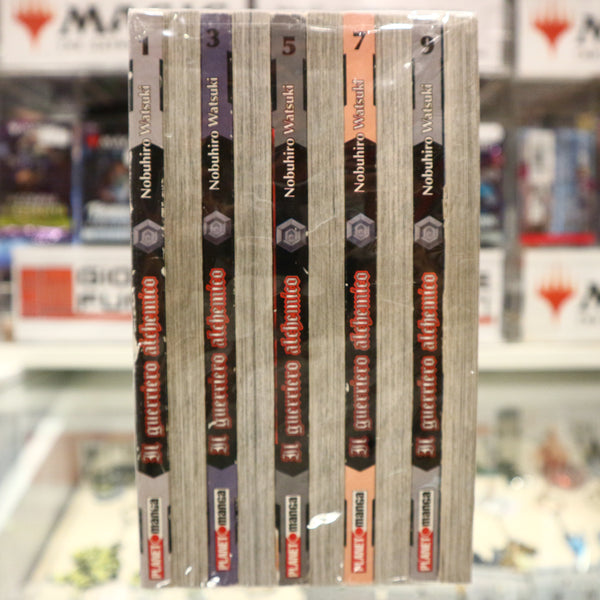 1
Nobuhiro Watsuki
Il guerriero alchemico
PLANET manga
3
Nobuhiro Watsuki
Il guerriero alchemico
PLANET manga
5
Nobuhiro Watsuki
Il guerriero alchemico
PLANET manga
7
Nobuhiro Watsuki
Il guerriero alchemico
PLANET manga
9
Nobuhiro Watsuki
Il guerriero alchemico
PLANET manga